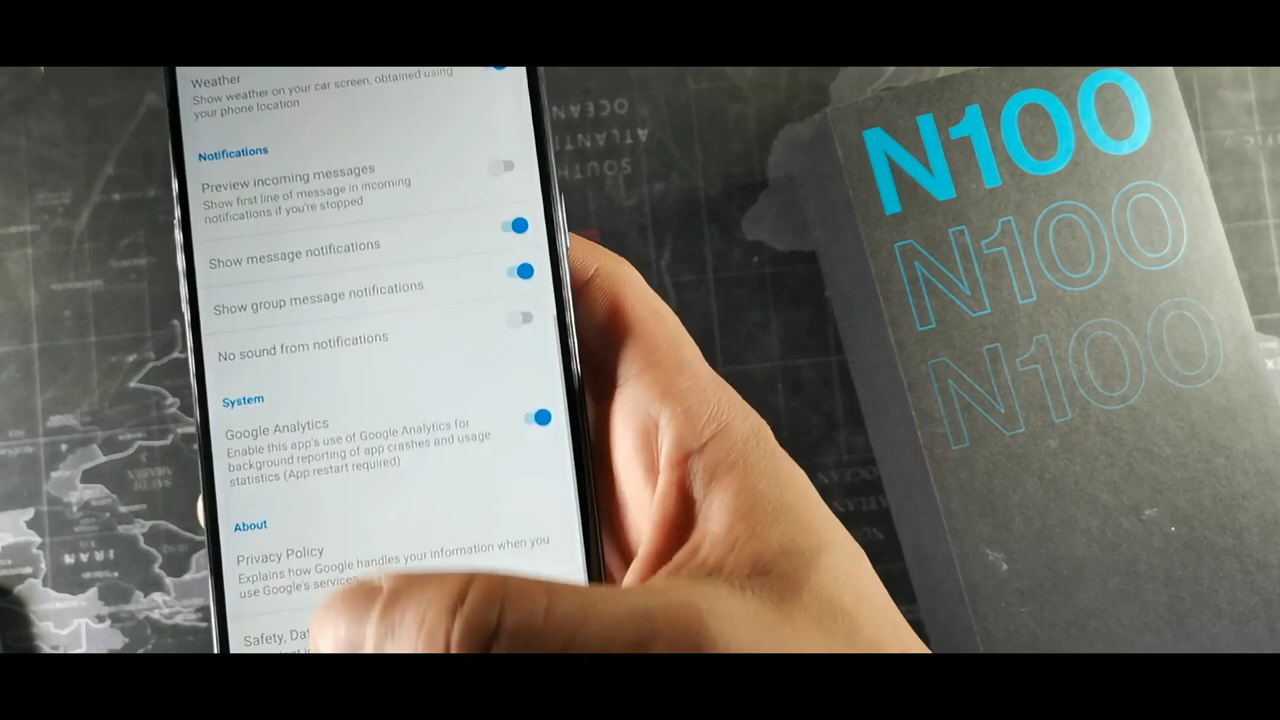 Weather
Show weather on your car screen, obtained using
your phone location
Notifications
Preview incoming messages
Show first line of message in incoming
notifications if you're stopped
Show message notifications
Show group message notifications
No sound from notifications
System
Google Analytics
Enable this app's use of Google Analytics for
background reporting of app crashes and usage
statistics (App restart required)
About
Privacy Policy
Explains how Google handles your information when you
use Google's services
Safety,
N100
N100
N100
SOUTH
ATLANTIC
OCEAN
IRAN
OCEAN